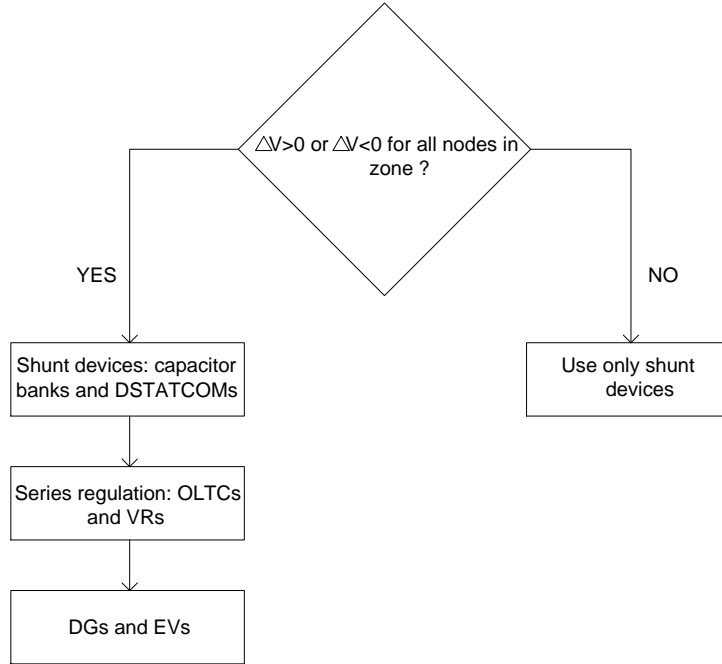 △V>0 or △V<0 for all nodes in
zone ?
YES
NO
Shunt devices: capacitor
banks and DSTATCOMs
Use only shunt
devices
Series regulation: OLTCs
and VRs
DGs and EVs